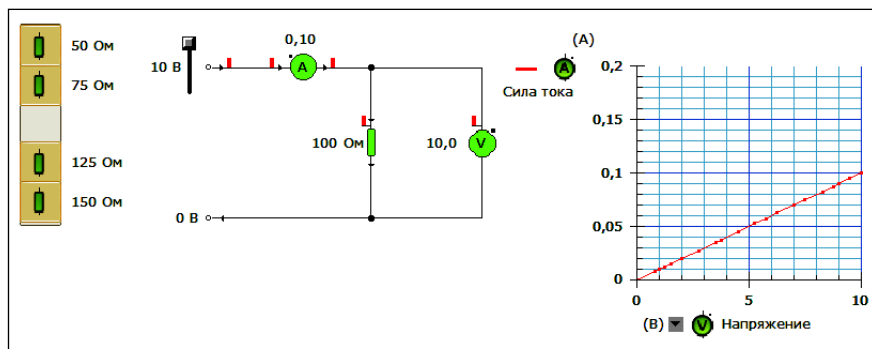 50 Ом
75 Ом
125 Ом
150 Ом
0,10
A
10 В
100 Ом
10,0
V
0 В
(А)
A
Сила тока
0,2
0,15
0,1
0,05
0
0
5
10
(В)
V
Напряжение